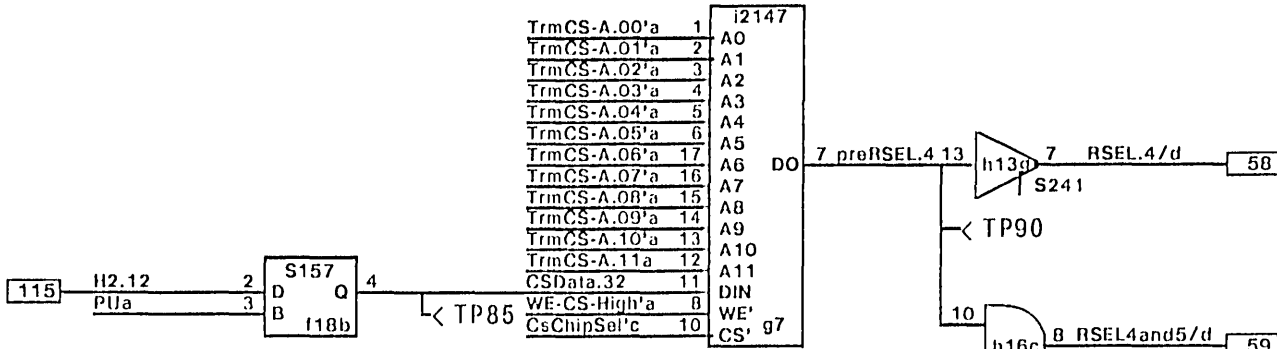 i2147
TrmCS-A.00'a 1 A0
TrmCS-A.01'a 2 A1
TrmCS-A.02'a 3 A2
TrmCS-A.03'a 4 A3
TrmCS-A.04'a 5 A4
TrmCS-A.05'a 6 A5
TrmCS-A.06'a 17 A6
TrmCS-A.07'a 16 A7
TrmCS-A.08'a 15 A8
TrmCS-A.09'a 14 A9
TrmCS-A.10'a 13 A10
TrmCS-A.11a 12 A11
CSData.32 11 DIN
WE-CS-High'a 8 WE'
CsChipSel'c 10 CS' g7
DO 7 preRSEL.4 13 h13g 7 RSEL.4/d 58
S241
TP90
115 H2.12 2 D S157 Q 4
PUa 3 B f18b
TP85
10 h16c 8 RSEL4and5/d 59